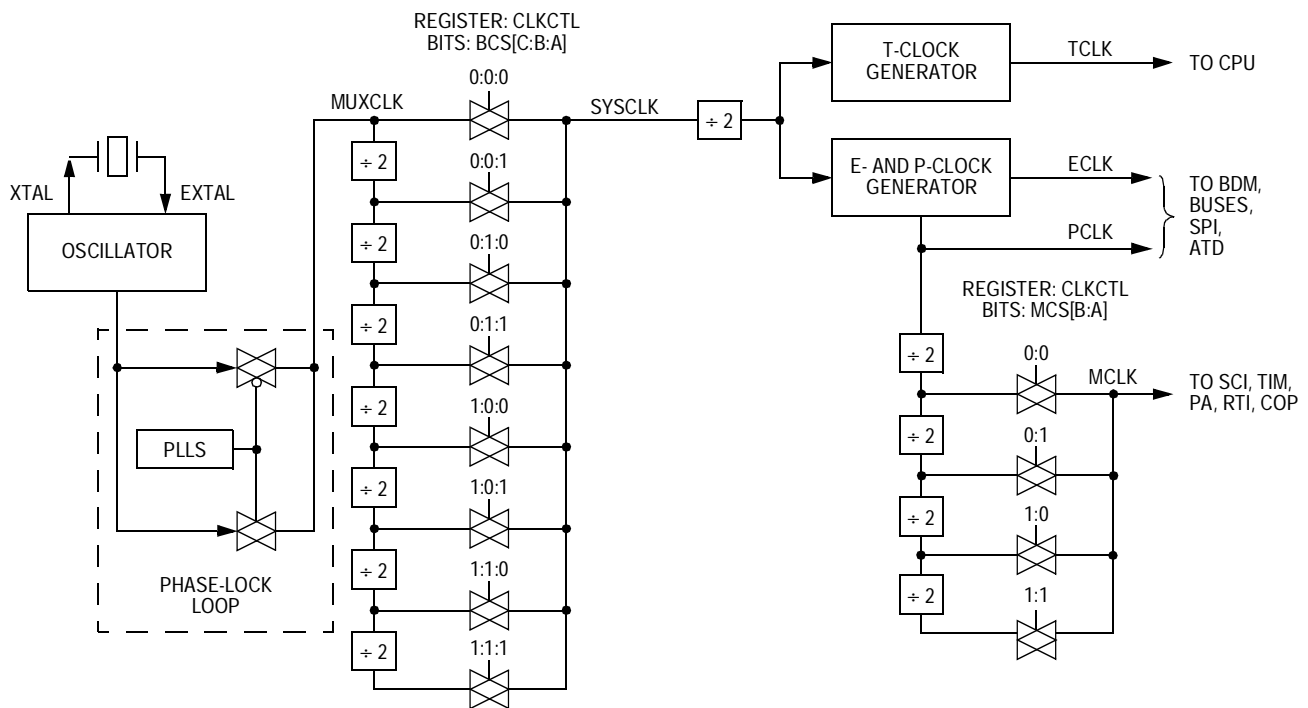 REGISTER: CLKCTL
BITS: BCS[C:B:A]
0:0:0
MUXCLK
SYSCLK
÷ 2
T-CLOCK
GENERATOR
TCLK
TO CPU
E- AND P-CLOCK
GENERATOR
ECLK
PCLK
TO BDM,
BUSES,
SPI,
ATD
XTAL
EXTAL
OSCILLATOR
PLLS
PHASE-LOCK
LOOP
÷ 2
0:0:1
÷ 2
0:1:0
÷ 2
0:1:1
÷ 2
1:0:0
÷ 2
1:0:1
÷ 2
1:1:0
÷ 2
1:1:1
REGISTER: CLKCTL
BITS: MCS[B:A]
÷ 2
0:0
MCLK
TO SCI, TIM,
PA, RTI, COP
÷ 2
0:1
÷ 2
1:0
÷ 2
1:1